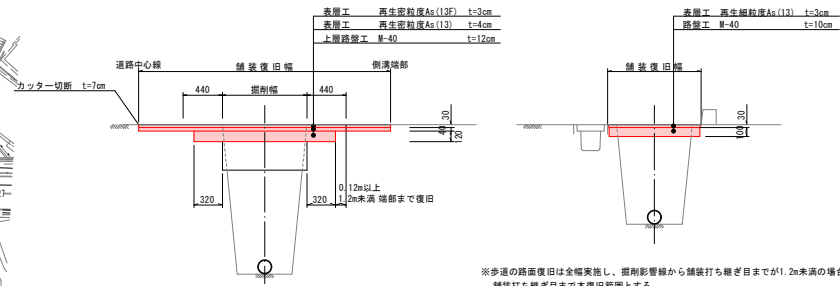 表層工 再生密粒度As(13F) t=3cm
表層工 再生密粒度As(13) t=4cm
上層路盤工 M-40 t=12cm
道路中心線
舗装復旧幅
側溝端部
カッター切断 t=7cm
440
掘削幅
440
30
40
120
320
320
0.12m以上
1.2m未満 端部まで復旧
表層工 再生細粒度As(13) t=3cm
路盤工 M-40 t=10cm
舗装復旧幅
30
100
※歩道の路面復旧は全幅実施し、掘削影響線から舗装打ち継ぎ目までが1.2m未満の場合
舗装打ち継ぎ目まで本復旧範囲とする